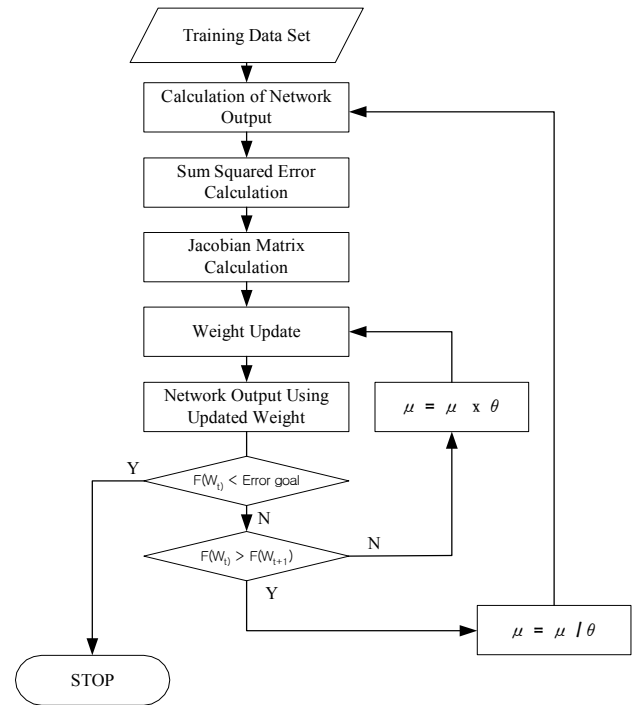 Training Data Set
Calculation of Network
Output
Sum Squared Error
Calculation
Jacobian Matrix
Calculation
Weight Update
Network Output Using
Updated Weight
μ = μ x θ
Y
F(W_t) < Error goal
N
F(W_t) > F(W_{t+1})
N
Y
μ = μ / θ
STOP